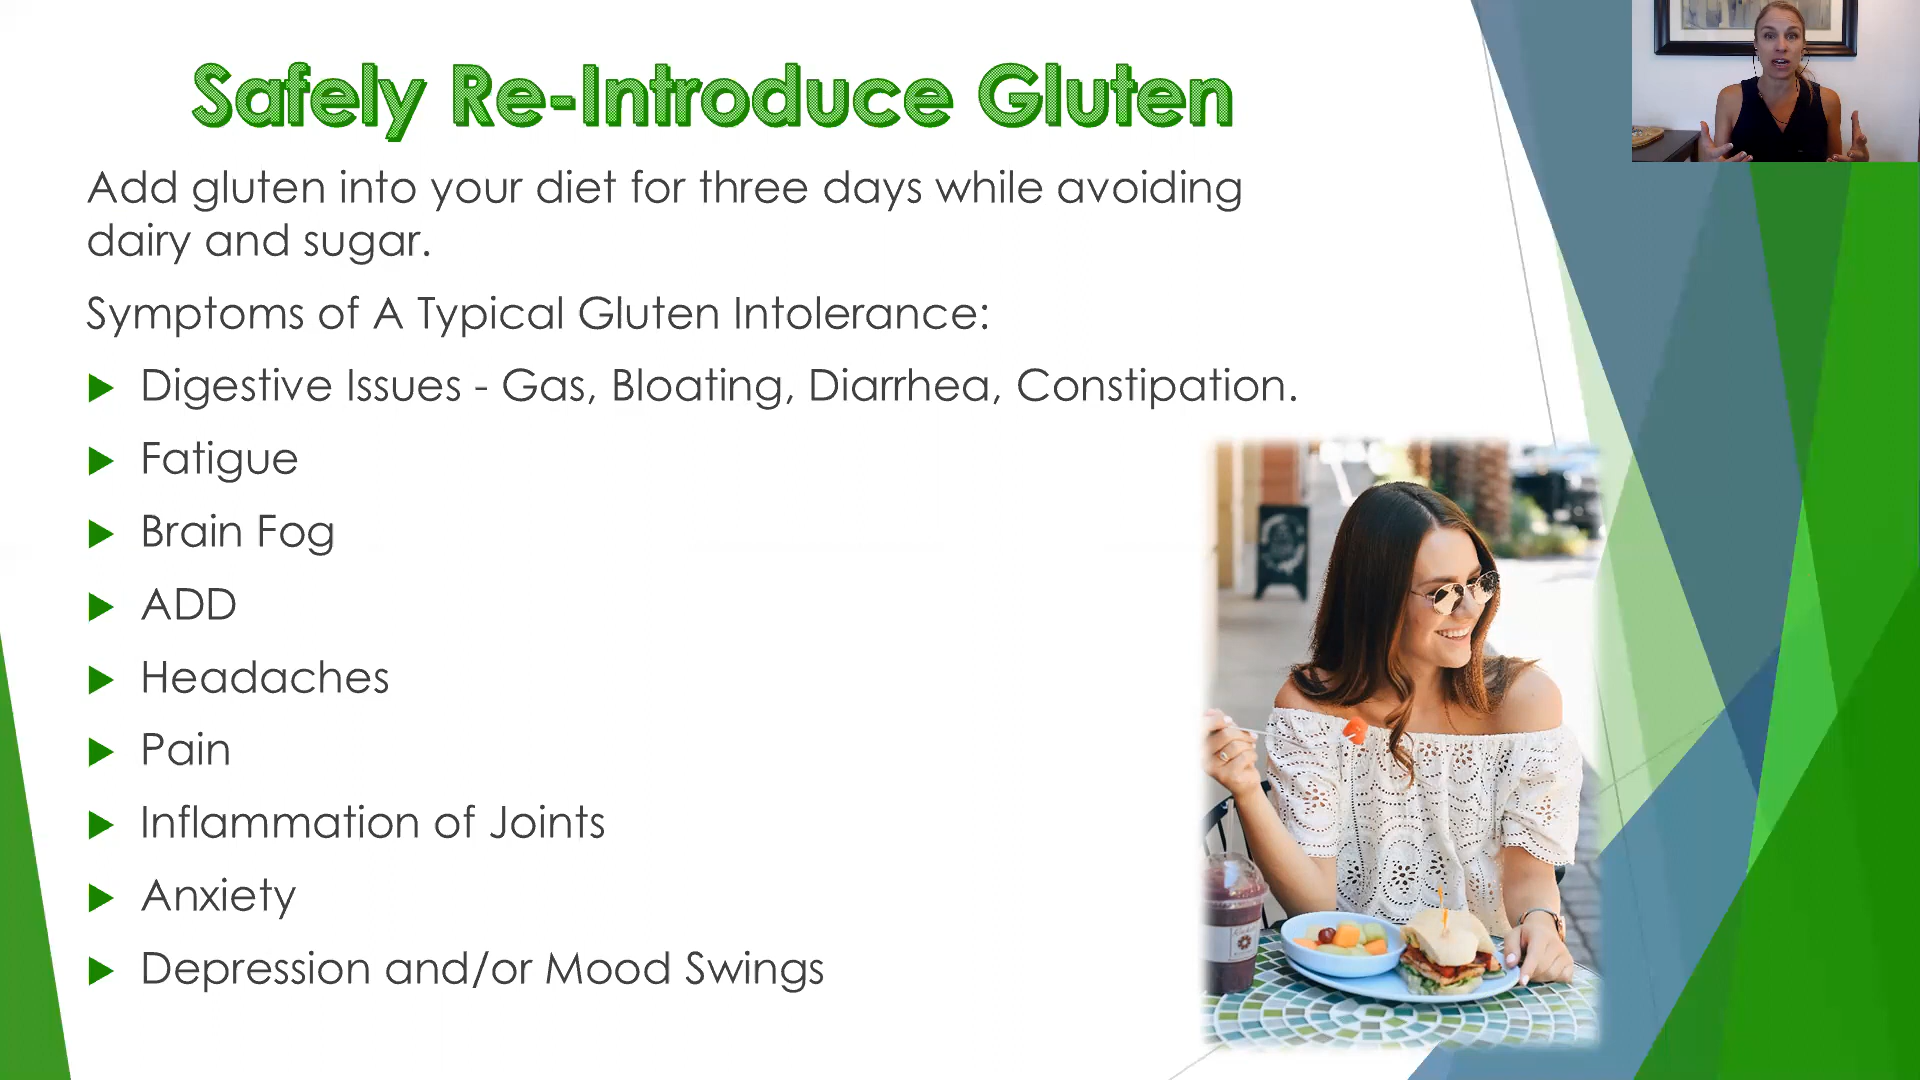 Safely Re-Introduce Gluten
Add gluten into your diet for three days while avoiding
dairy and sugar.
Symptoms of A Typical Gluten Intolerance:
Digestive Issues - Gas, Bloating, Diarrhea, Constipation.
Fatigue
Brain Fog
ADD
Headaches
Pain
Inflammation of Joints
Anxiety
Depression and/or Mood Swings